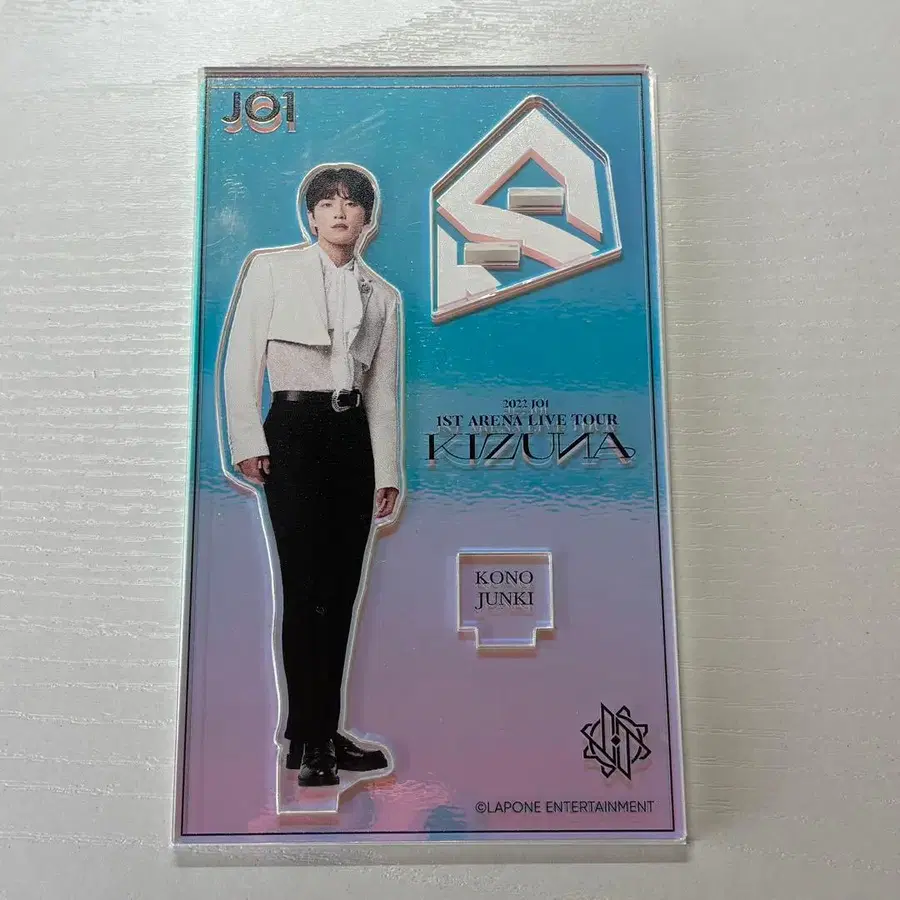 JO1
2022 JO1
1ST ARENA LIVE TOUR
KIZUNA
KONO
JUNKI
©LAPONE ENTERTAINMENT